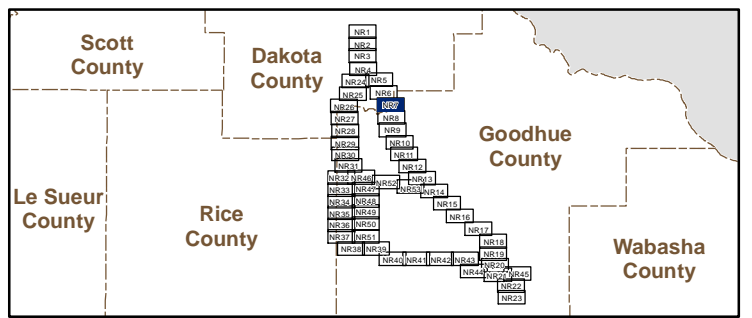 Scott
County
Dakota
County
Goodhue
County
Le Sueur
County
Rice
County
Wabasha
County
NR1
NR2
NR3
NR4
NR5
NR24
NR25
NR6
NR26
NR7
NR27
NR8
NR28
NR9
NR29
NR10
NR30
NR11
NR31
NR12
NR32
NR46
NR52
NR13
NR33
NR47
NR53
NR14
NR34
NR48
NR15
NR35
NR49
NR16
NR36
NR50
NR17
NR37
NR51
NR18
NR38
NR39
NR19
NR40
NR41
NR42
NR43
NR20
NR44
NR21
NR45
NR22
NR23